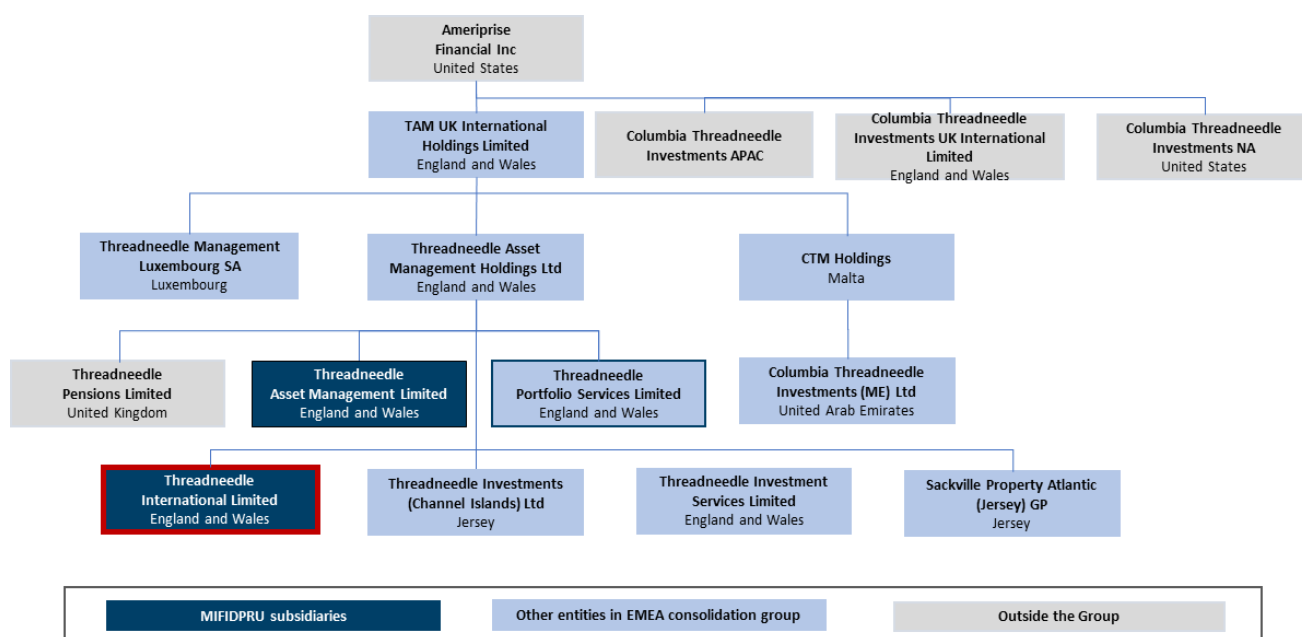 Ameriprise
Financial Inc
United States
TAM UK International
Holdings Limited
England and Wales
Columbia Threadneedle
Investments APAC
Columbia Threadneedle
Investments UK International
Limited
England and Wales
Columbia Threadneedle
Investments NA
United States
Threadneedle Management
Luxembourg SA
Luxembourg
Threadneedle Asset
Management Holdings Ltd
England and Wales
CTM Holdings
Malta
Threadneedle
Pensions Limited
United Kingdom
Threadneedle
Asset Management Limited
England and Wales
Threadneedle
Portfolio Services Limited
England and Wales
Columbia Threadneedle
Investments (ME) Ltd
United Arab Emirates
Threadneedle
International Limited
England and Wales
Threadneedle Investments
(Channel Islands) Ltd
Jersey
Threadneedle Investment
Services Limited
England and Wales
Sackville Property Atlantic
(Jersey) GP
Jersey
MIFIDPRU subsidiaries
Other entities in EMEA consolidation group
Outside the Group